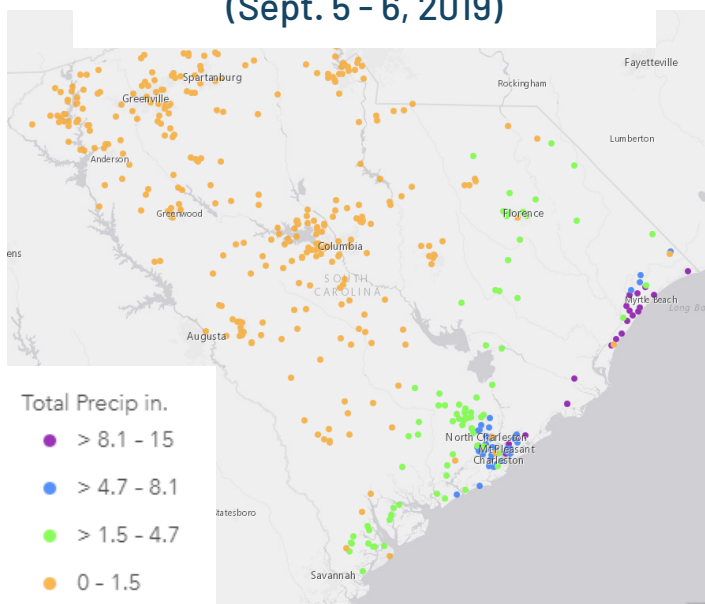 (Sept. 5 - 6, 2019)
Fayetteville
Spartanburg
Rockingham
Greenville
Lumberton
Anderson
Greenwood
Florence
Columbia
ens
SOUTH
CAROLINA
Myrtle Beach
Long Ba
Augusta
Total Precip in.
> 8.1 - 15
> 4.7 - 8.1
> 1.5 - 4.7
0 - 1.5
North Charleston
Mt Pleasant
Charleston
Statesboro
Savannah